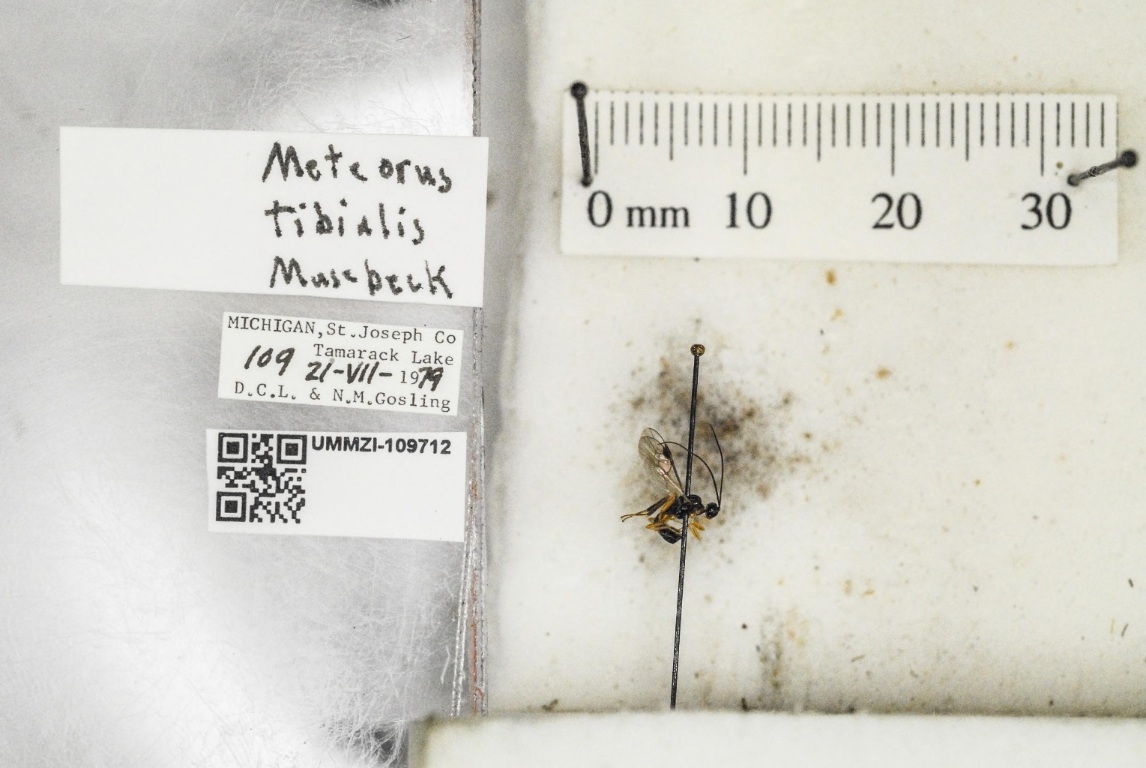 Meteorus
tibialis
Musebeck
MICHIGAN, St.Joseph Co
Tamarack Lake
109 21-VII-1979
D.C.L. & N.M.Gosling
UMMZI-109712
0 mm 10 20 30